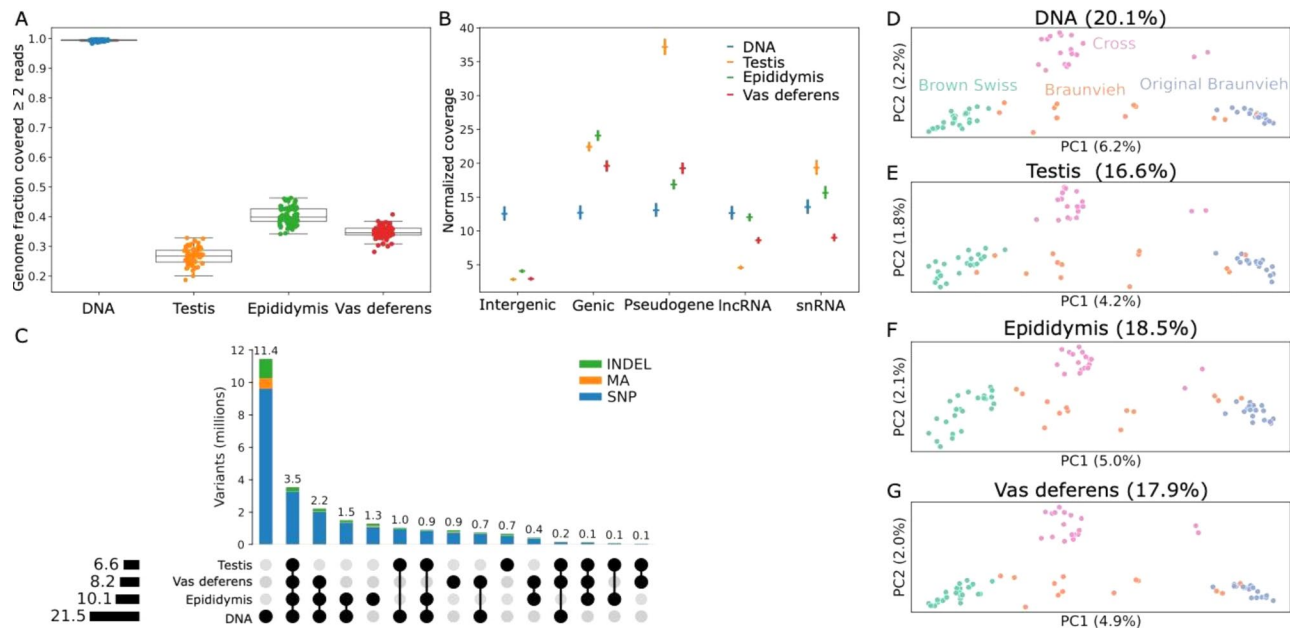 A
Genome fraction covered ≥ 2 reads
1.0
0.9
0.8
0.7
0.6
0.5
0.4
0.3
0.2
DNA
Testis
Epididymis
Vas deferens
B
Normalized coverage
40
35
30
25
20
15
10
5
DNA
Testis
Epididymis
Vas deferens
Intergenic
Genic
Pseudogene
lncRNA
snRNA
C
Variants (millions)
12
10
8
6
4
2
0
11.4
3.5
2.2
1.5
1.3
1.0
0.9
0.9
0.7
0.7
0.4
0.2
0.1
0.1
0.1
INDEL
MA
SNP
6.6
8.2
10.1
21.5
Testis
Vas deferens
Epididymis
DNA
D
DNA (20.1%)
PC2 (2.2%)
Cross
Brown Swiss
Braunvieh
Original Braunvieh
PC1 (6.2%)
E
Testis (16.6%)
PC2 (1.8%)
PC1 (4.2%)
F
Epididymis (18.5%)
PC2 (2.1%)
PC1 (5.0%)
G
Vas deferens (17.9%)
PC2 (2.0%)
PC1 (4.9%)